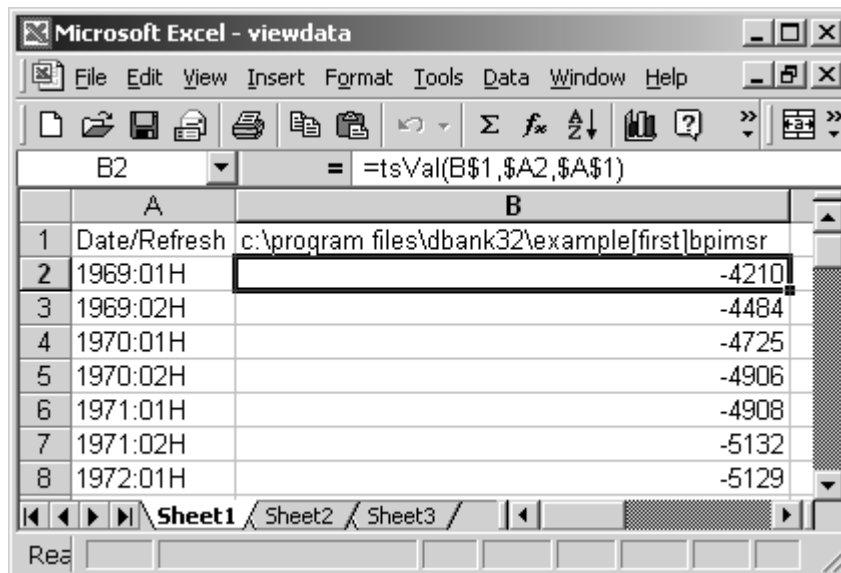 Microsoft Excel - viewdata
File Edit View Insert Format Tools Data Window Help
B2 = =tsVal(B$1,$A2,$A$1)
A B
1 Date/Refresh c:\program files\dbank32\example[first]bpimsr
2 1969:01H -4210
3 1969:02H -4484
4 1970:01H -4725
5 1970:02H -4906
6 1971:01H -4908
7 1971:02H -5132
8 1972:01H -5129
Sheet1 Sheet2 Sheet3
Rea